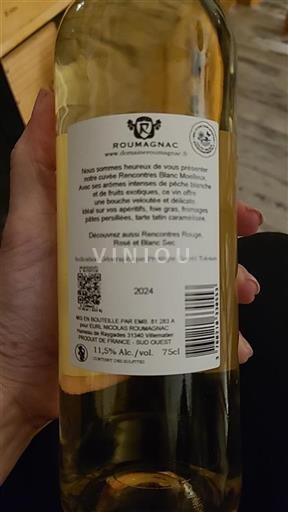 R
ROUMAGNAC
www.domaineroumagnac.fr
Nous sommes heureux de vous présenter
notre cuvée Rencontres Blanc Moelleux.
Avec ses arômes intenses de pêche blanche
et de fruits exotiques, ce vin offre
une bouche veloutée et délicate.
Idéal sur vos apéritifs, foie gras, fromages
à pâtes persillées, tarte tatin caramélisée.
Découvrez aussi Rencontres Rouge,
Rosé et Blanc Sec.
VINIOU
2024
MIS EN BOUTEILLE PAR EMB. 81.283 A
pour EURL NICOLAS ROUMAGNAC
Hameau de Raygades 31340 Villematier
PRODUIT DE FRANCE - SUD OUEST
11,5% Alc./vol. 75cl
CONTIENT DES SULFITES